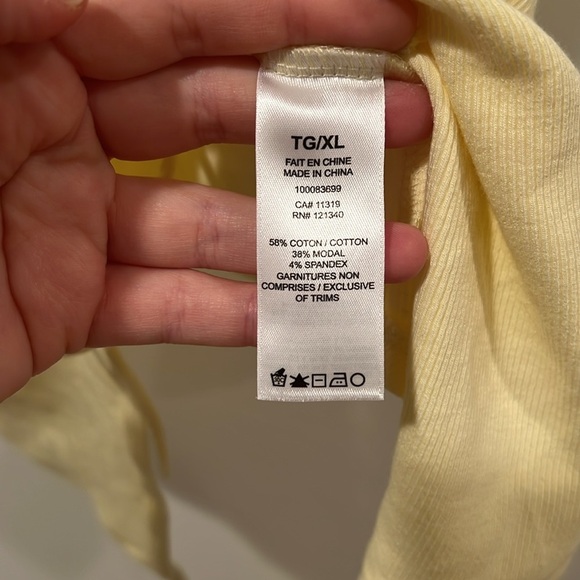 TG/XL
FAIT EN CHINE
MADE IN CHINA
100083699
CA# 11319
RN# 121340
58% COTON / COTTON
38% MODAL
4% SPANDEX
GARNITURES NON
COMPRISES / EXCLUSIVE
OF TRIMS